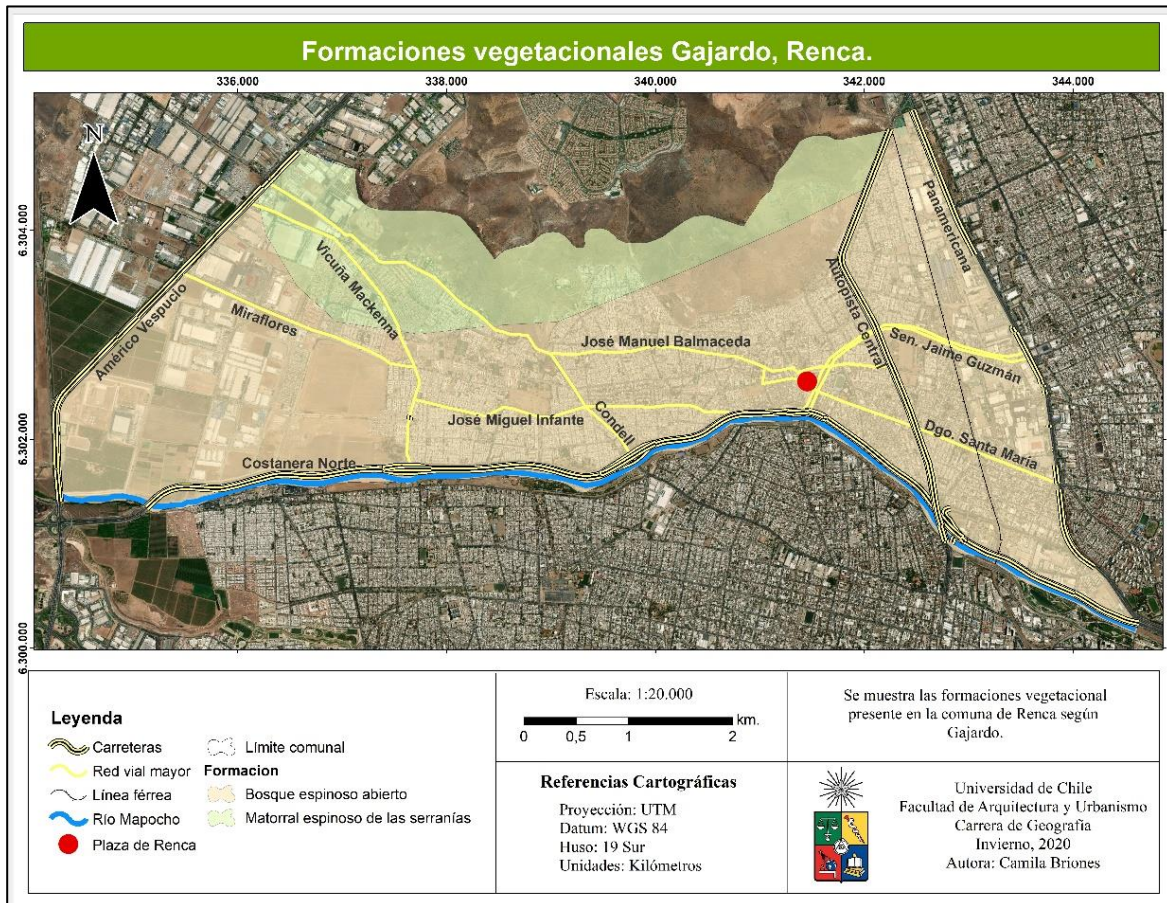 Formaciones vegetacionales Gajardo, Renca.
336.000
338.000
340.000
342.000
344.000
N
6.304.000
6.302.000
6.300.000
Panamericana
Vicuña Mackenna
Autopista Central
Américo Vespucio
Miraflores
José Manuel Balmaceda
Sen. Jaime Guzmán
José Miguel Infante
Condell
Dgo. Santa María
Costanera Norte
Leyenda
Carreteras
Red vial mayor
Línea férrea
Río Mapocho
Plaza de Renca
Límite comunal
Formacion
Bosque espinoso abierto
Matorral espinoso de las serranías
Escala: 1:20.000
km.
0 0,5 1 2
Referencias Cartográficas
Proyección: UTM
Datum: WGS 84
Huso: 19 Sur
Unidades: Kilómetros
Se muestra las formaciones vegetacional
presente en la comuna de Renca según
Gajardo.
Universidad de Chile
Facultad de Arquitectura y Urbanismo
Carrera de Geografía
Invierno, 2020
Autora: Camila Briones